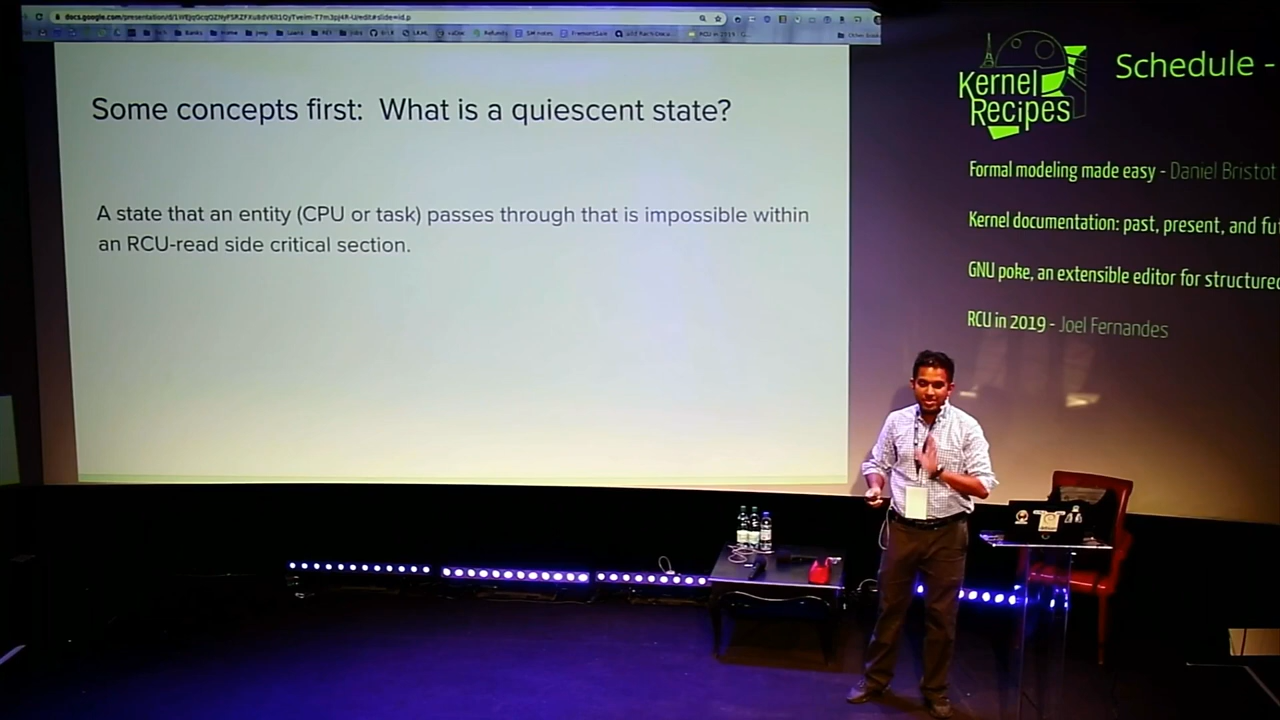 Some concepts first: What is a quiescent state?
A state that an entity (CPU or task) passes through that is impossible within
an RCU-read side critical section.
Kernel
Recipes
Schedule -
Formal modeling made easy - Daniel Bristot
Kernel documentation: past, present, and fu
GNU poke, an extensible editor for structured
RCU in 2019 - Joel Fernandes